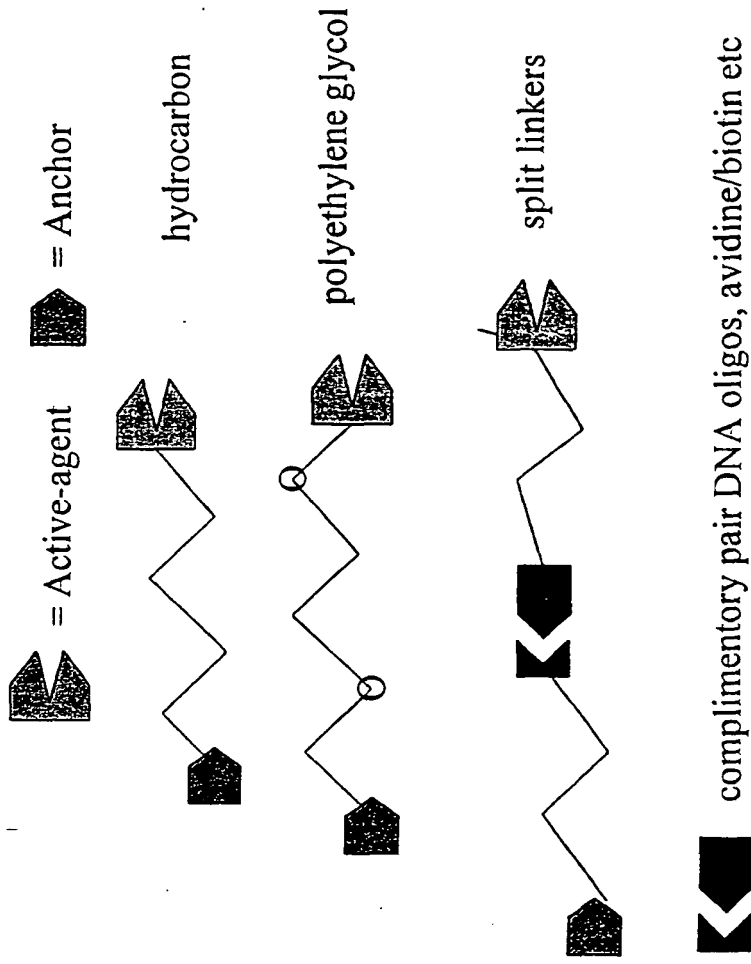 = Active-agent = Anchor
hydrocarbon
polyethylene glycol
split linkers
complimentory pair DNA oligos, avidine/biotin etc